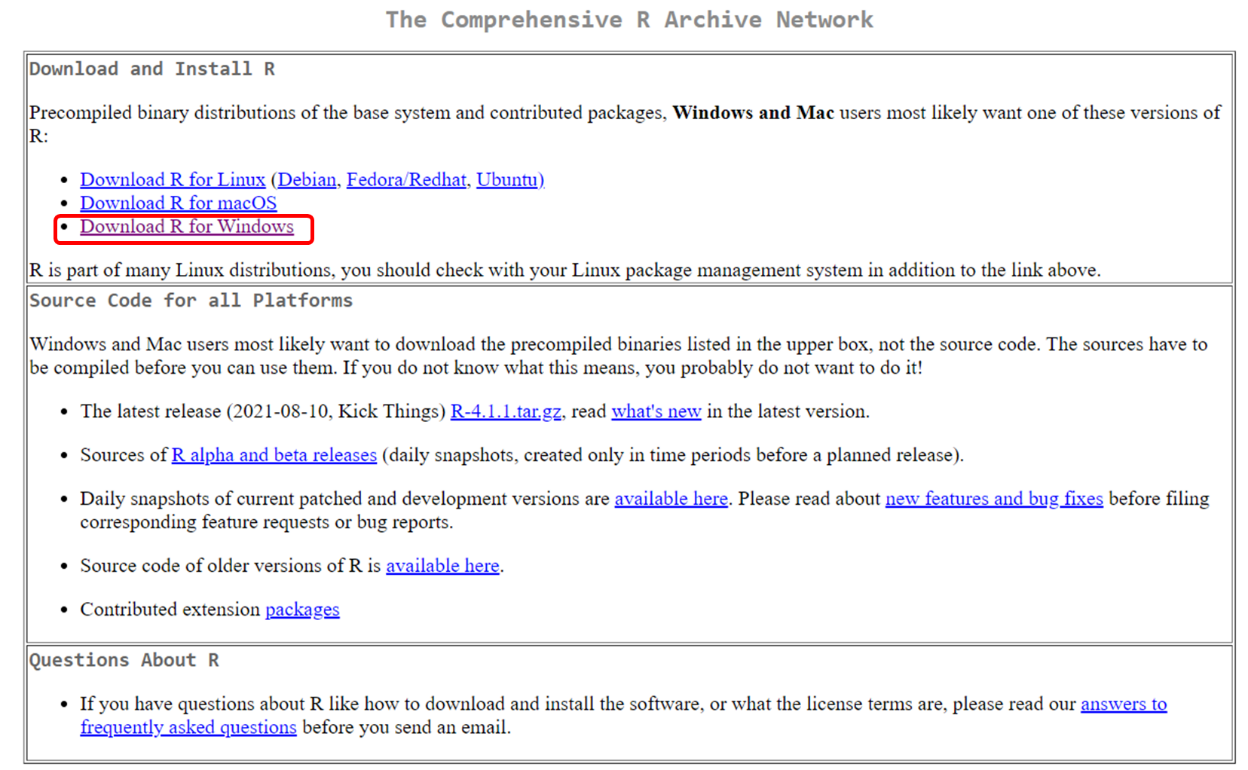 The Comprehensive R Archive Network
Download and Install R
Precompiled binary distributions of the base system and contributed packages, Windows and Mac users most likely want one of these versions of
R:
• Download R for Linux (Debian, Fedora/Redhat, Ubuntu)
• Download R for macOS
• Download R for Windows
R is part of many Linux distributions, you should check with your Linux package management system in addition to the link above.
Source Code for all Platforms
Windows and Mac users most likely want to download the precompiled binaries listed in the upper box, not the source code. The sources have to
be compiled before you can use them. If you do not know what this means, you probably do not want to do it!
• The latest release (2021-08-10, Kick Things) R-4.1.1.tar.gz, read what's new in the latest version.
• Sources of R alpha and beta releases (daily snapshots, created only in time periods before a planned release).
• Daily snapshots of current patched and development versions are available here. Please read about new features and bug fixes before filing
corresponding feature requests or bug reports.
• Source code of older versions of R is available here.
• Contributed extension packages
Questions About R
• If you have questions about R like how to download and install the software, or what the license terms are, please read our answers to
frequently asked questions before you send an email.